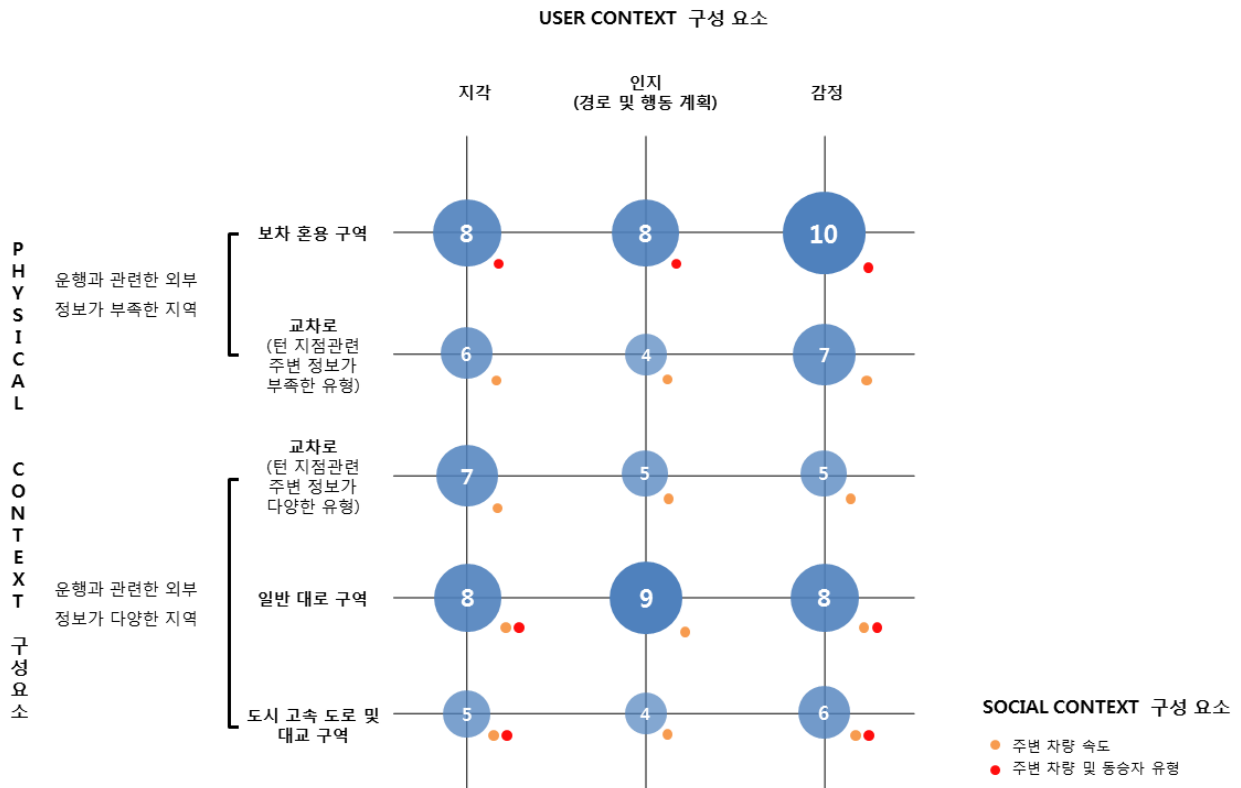 USER CONTEXT 구성 요소
지각
인지
(경로 및 행동 계획)
감정
PHYSICAL CONTEXT 구성요소
운행과 관련한 외부
정보가 부족한 지역
보차 혼용 구역
8
8
10
교차로
(턴 지점관련
주변 정보가
부족한 유형)
6
4
7
운행과 관련한 외부
정보가 다양한 지역
교차로
(턴 지점관련
주변 정보가
다양한 유형)
7
5
5
일반 대로 구역
8
9
8
도시 고속 도로 및
대교 구역
5
4
6
SOCIAL CONTEXT 구성 요소
주변 차량 속도
주변 차량 및 동승자 유형